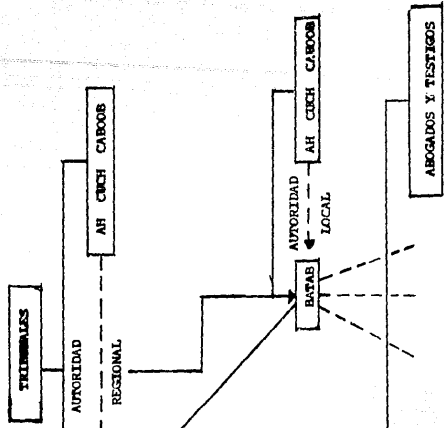 TRIBUNALES
AUTORIDAD
REGIONAL
AH CUCH CABOOB
BATAB
AUTORIDAD
LOCAL
AH CUCH CABOOB
ABOGADOS Y TESTIGOS